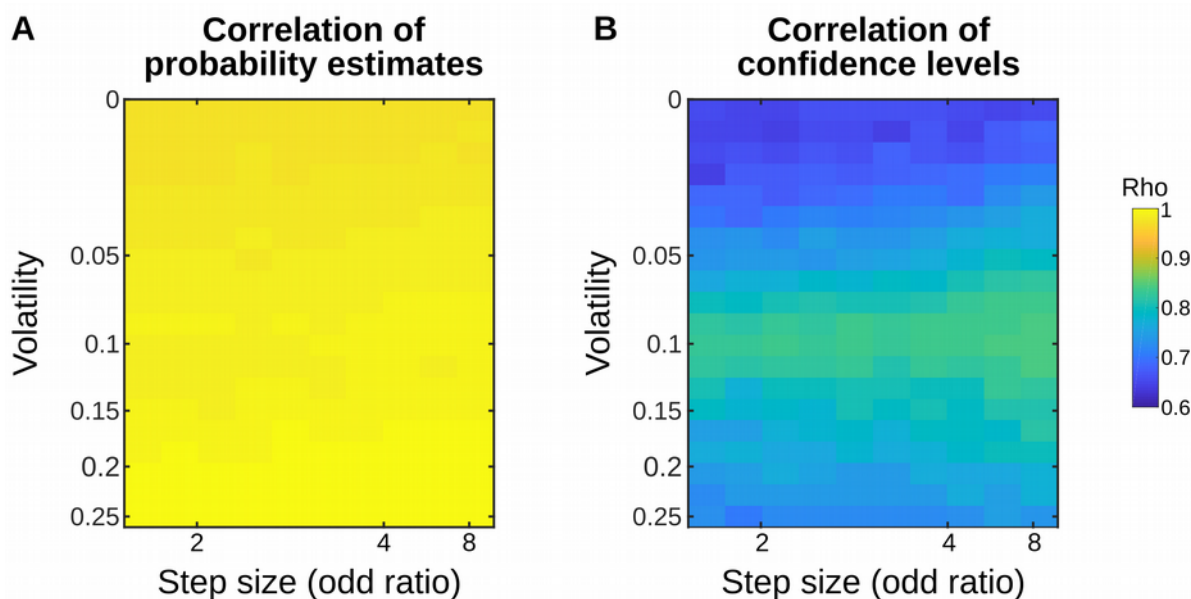 A
Correlation of
probability estimates
Volatility
0
0.05
0.1
0.15
0.2
0.25
2 4 8
Step size (odd ratio)
B
Correlation of
confidence levels
Volatility
0
0.05
0.1
0.15
0.2
0.25
2 4 8
Step size (odd ratio)
Rho
1
0.9
0.8
0.7
0.6